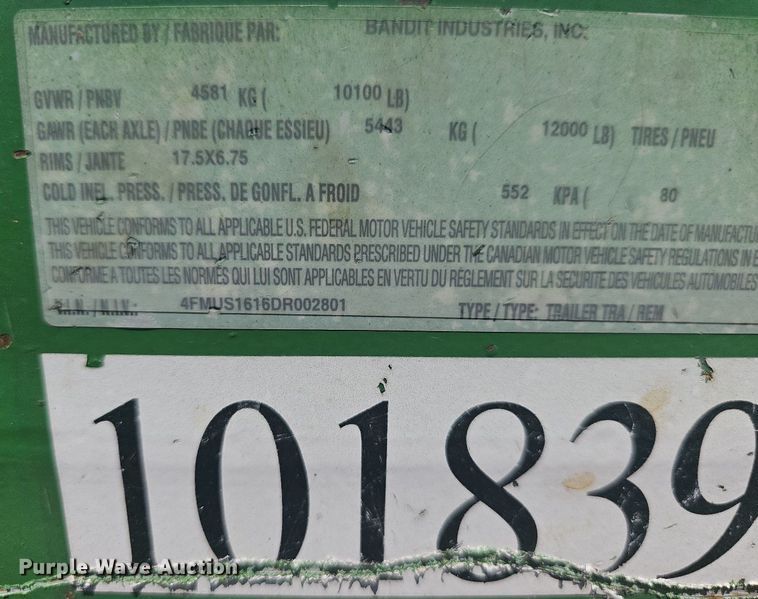 MANUFACTURED BY / FABRIQUE PAR: BANDIT INDUSTRIES, INC.
GVWR / PNBV 4581 KG ( 10100 LB)
GAWR (EACH AXLE) / PNBE (CHAQUE ESSIEU) 5443 KG ( 12000 LB) TIRES / PNEU
RIMS / JANTE 17.5X6.75
COLD INFL. PRESS. / PRESS. DE GONFL. A FROID 552 KPA ( 80
THIS VEHICLE CONFORMS TO ALL APPLICABLE U.S. FEDERAL MOTOR VEHICLE SAFETY STANDARDS IN EFFECT ON THE DATE OF MANUFACTU
THIS VEHICLE CONFORMS TO ALL APPLICABLE STANDARDS PRESCRIBED UNDER THE CANADIAN MOTOR VEHICLE SAFETY REGULATIONS IN E
CONFORME A TOUTES LES NORMES QUI LUI SONT APPLICABLES EN VERTU DU RÈGLEMENT SUR LA SECURITE DES VEHICULES AUTOMOBILES
V.I.N. / N.I.V.: 4FMUS1616DR002801 TYPE / TYPE: TRAILER TRA / REM
101839
Purple Wave Auction